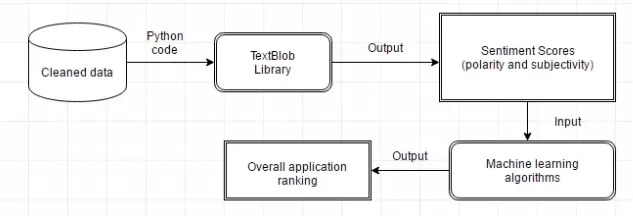 Cleaned data
Python
code
TextBlob
Library
Output
Sentiment Scores
(polarity and subjectivity)
Input
Machine learning
algorithms
Output
Overall application
ranking